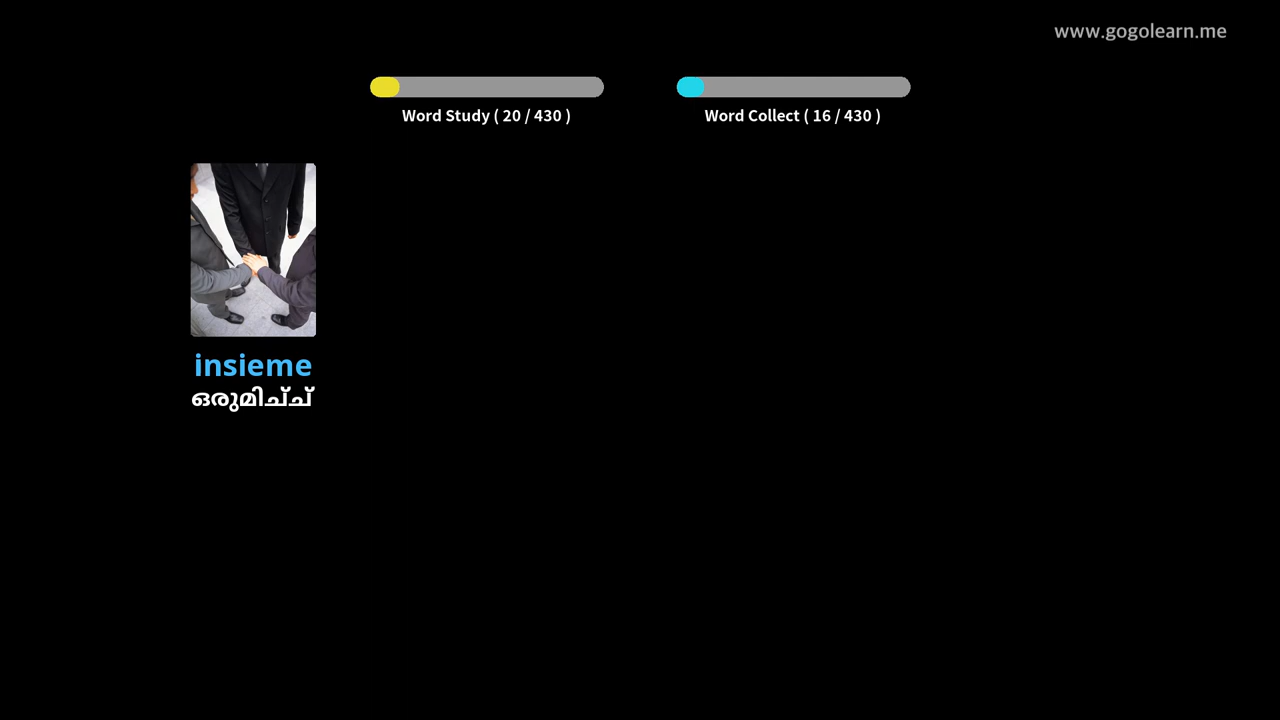 www.gogolearn.me
Word Study ( 20 / 430 )
Word Collect ( 16 / 430 )
insieme
ഒരുമിച്ച്